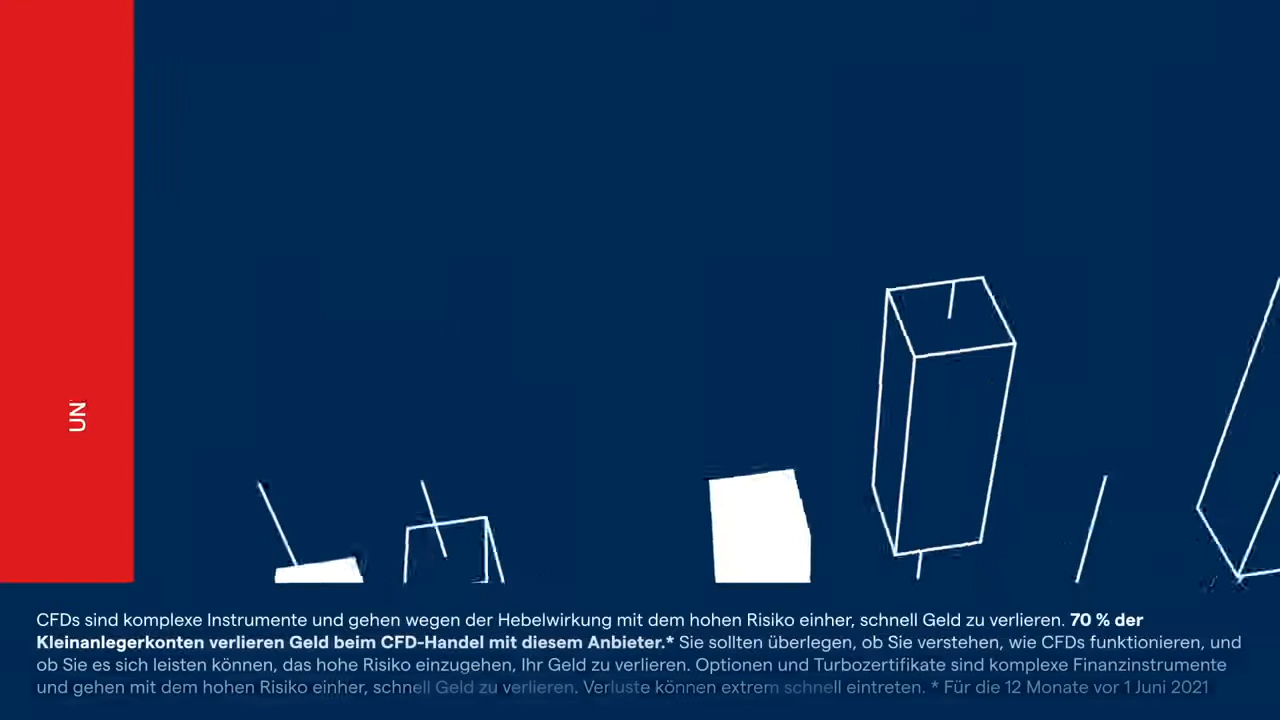 UN
CFDs sind komplexe Instrumente und gehen wegen der Hebelwirkung mit dem hohen Risiko einher, schnell Geld zu verlieren. 70 % der
Kleinanlegerkonten verlieren Geld beim CFD-Handel mit diesem Anbieter.* Sie sollten überlegen, ob Sie verstehen, wie CFDs funktionieren, und
ob Sie es sich leisten können, das hohe Risiko einzugehen, Ihr Geld zu verlieren. Optionen und Turbozertifikate sind komplexe Finanzinstrumente
und gehen mit dem hohen Risiko einher, schnell Geld zu verlieren. Verluste können extrem schnell eintreten. * Für die 12 Monate vor 1 Juni 2021